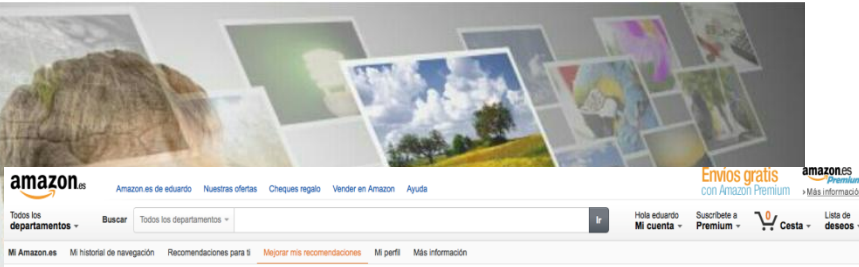 amazon.es
Amazon.es de eduardo Nuestras ofertas Cheques regalo Vender en Amazon Ayuda
Envíos gratis
con Amazon Premium
amazon.es
Premium
› Más informació
Todos los
departamentos
Buscar
Todos los departamentos
Ir
Hola eduardo
Mi cuenta
Suscríbete a
Premium
0
Cesta
Lista de
deseos
Mi Amazon.es Mi historial de navegación Recomendaciones para ti Mejorar mis recomendaciones Mi perfil Más información